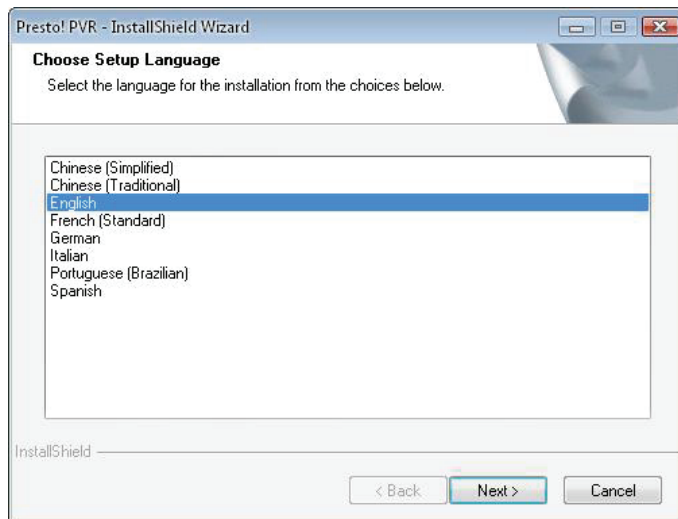 Presto! PVR - InstallShield Wizard
Choose Setup Language
Select the language for the installation from the choices below.
Chinese (Simplified)
Chinese (Traditional)
English
French (Standard)
German
Italian
Portuguese (Brazilian)
Spanish
InstallShield
< Back
Next >
Cancel